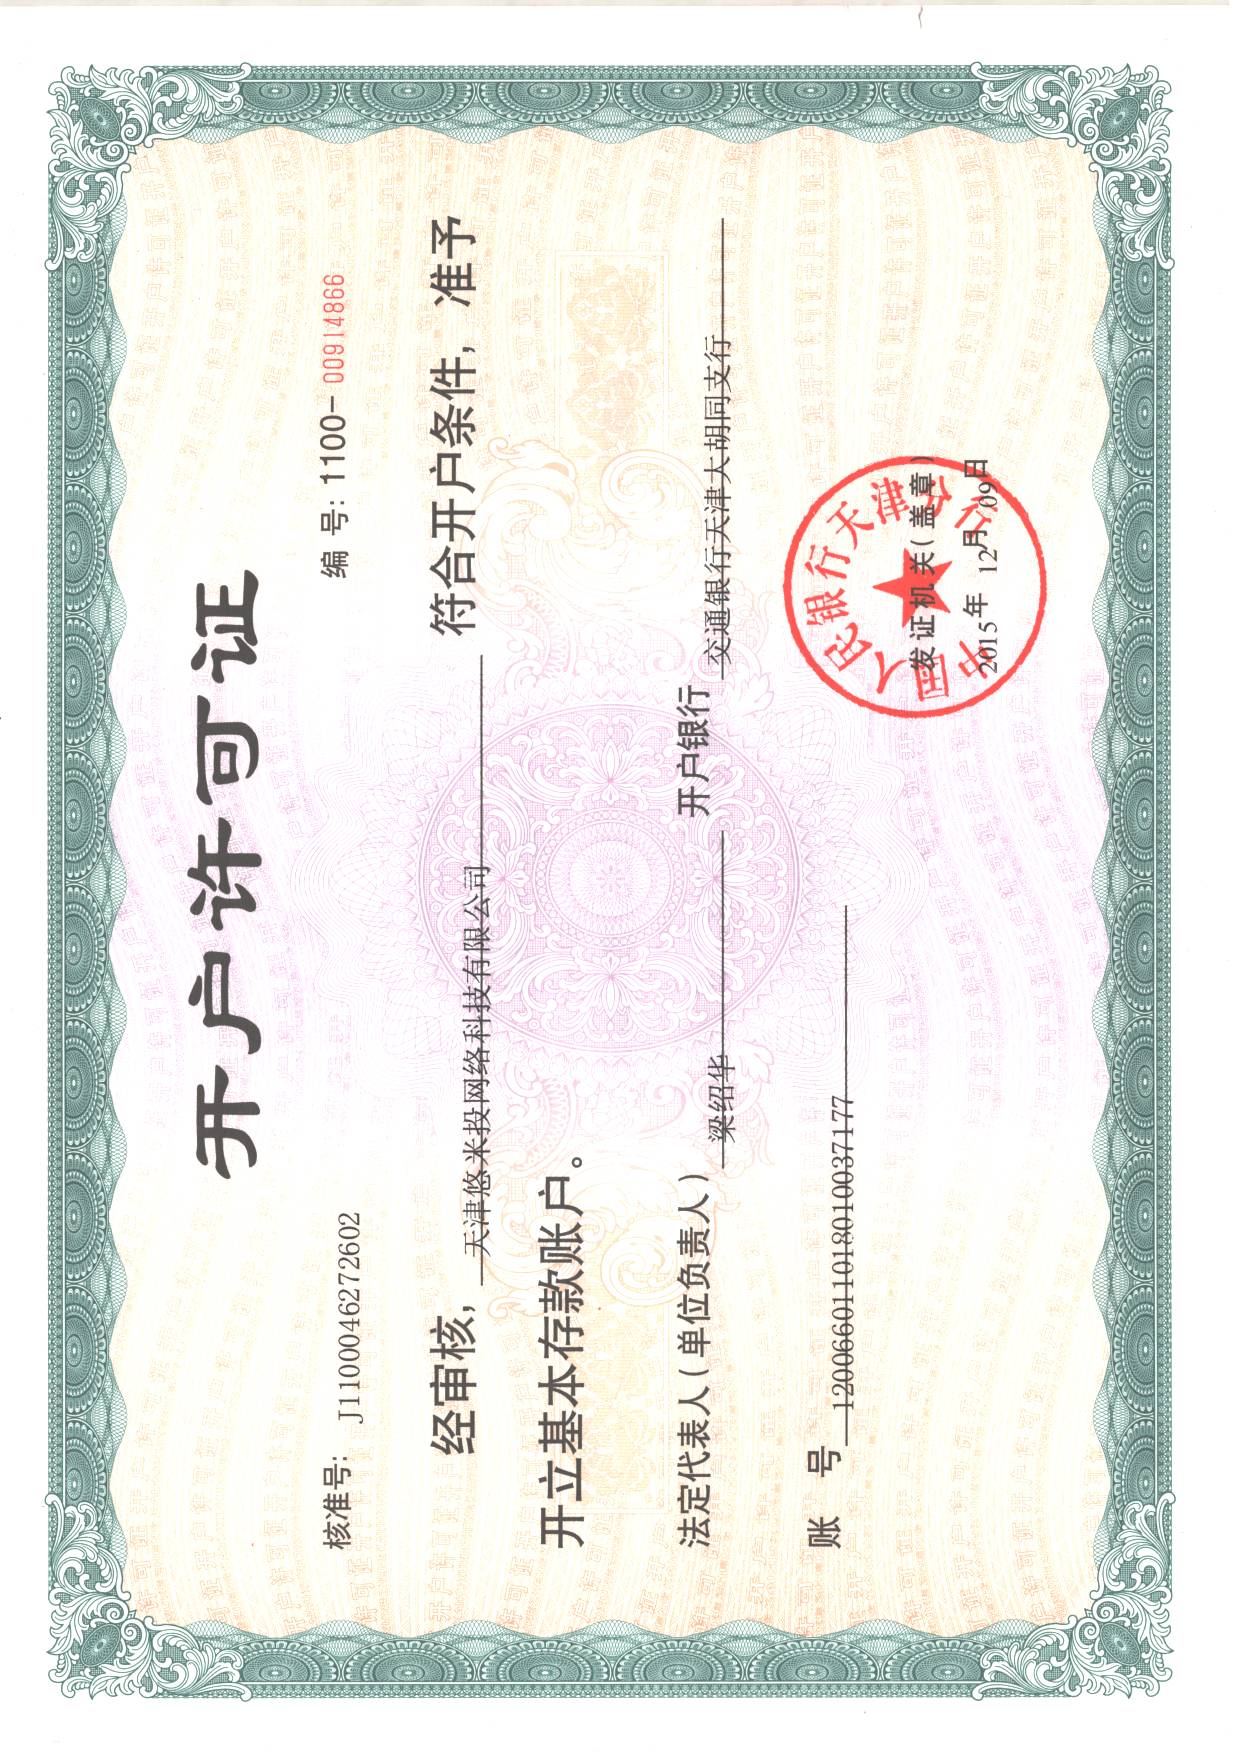 开户许可证
核准号: J1100046272602 编 号: 1100-00914866
经审核, 天津悠米投网络科技有限公司 符合开户条件, 准予
开立基本存款账户。
法定代表人(单位负责人) 梁绍华 开户银行 交通银行天津大胡同支行
账 号 120066011018010037177
中国人民银行天津分行
发证机关(盖章)
2015年 12月 09日